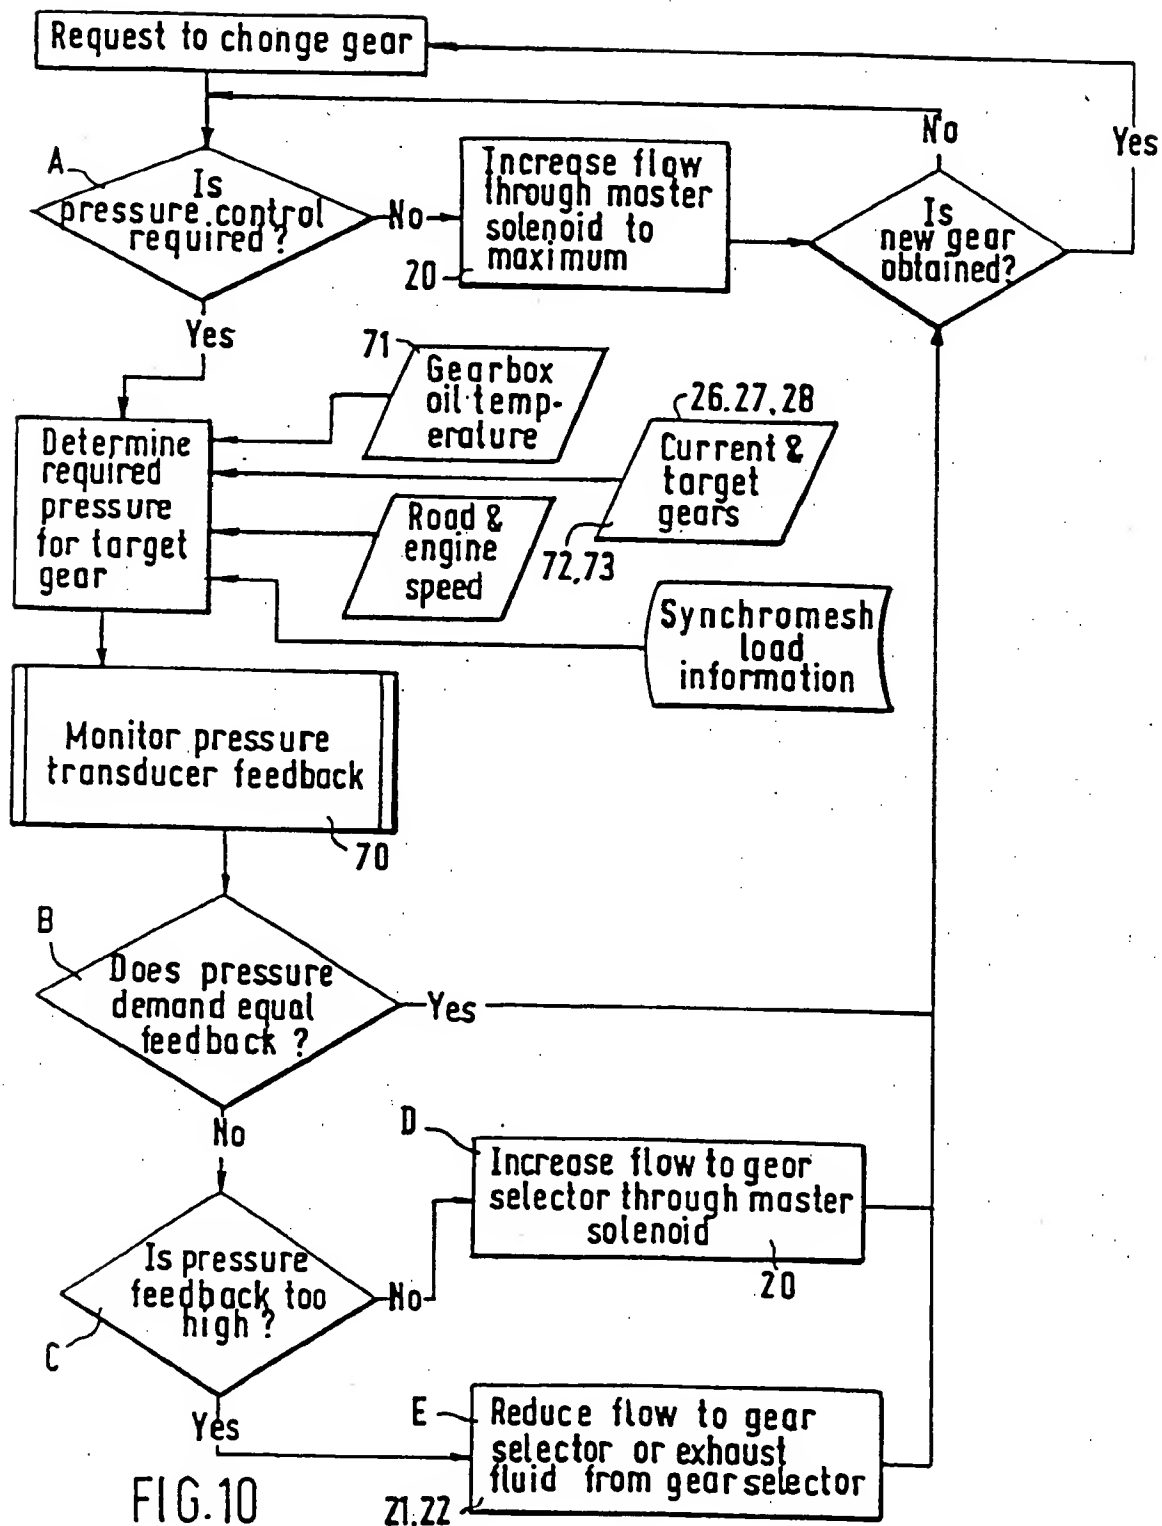 Request to chonge gear
No
Yes
A
Is
pressure control
required?
No
Increase flow
through master
solenoid to
maximum
20
Is
new gear
obtained?
Yes
71
Gearbox
oil temp-
erature
26.27.28
Current &
target
gears
72,73
Determine
required
pressure
for target
gear
Road &
engine
speed
Synchromesh
load
information
Monitor pressure
transducer feedback
70
B
Does pressure
demand equal
feedback ?
Yes
No
D
Increase flow to gear
selector through master
solenoid
20
Is pressure
feedback too
high ?
No
C
Yes
E
Reduce flow to gear
selector or exhaust
fluid from gear selector
21.22
FIG.10